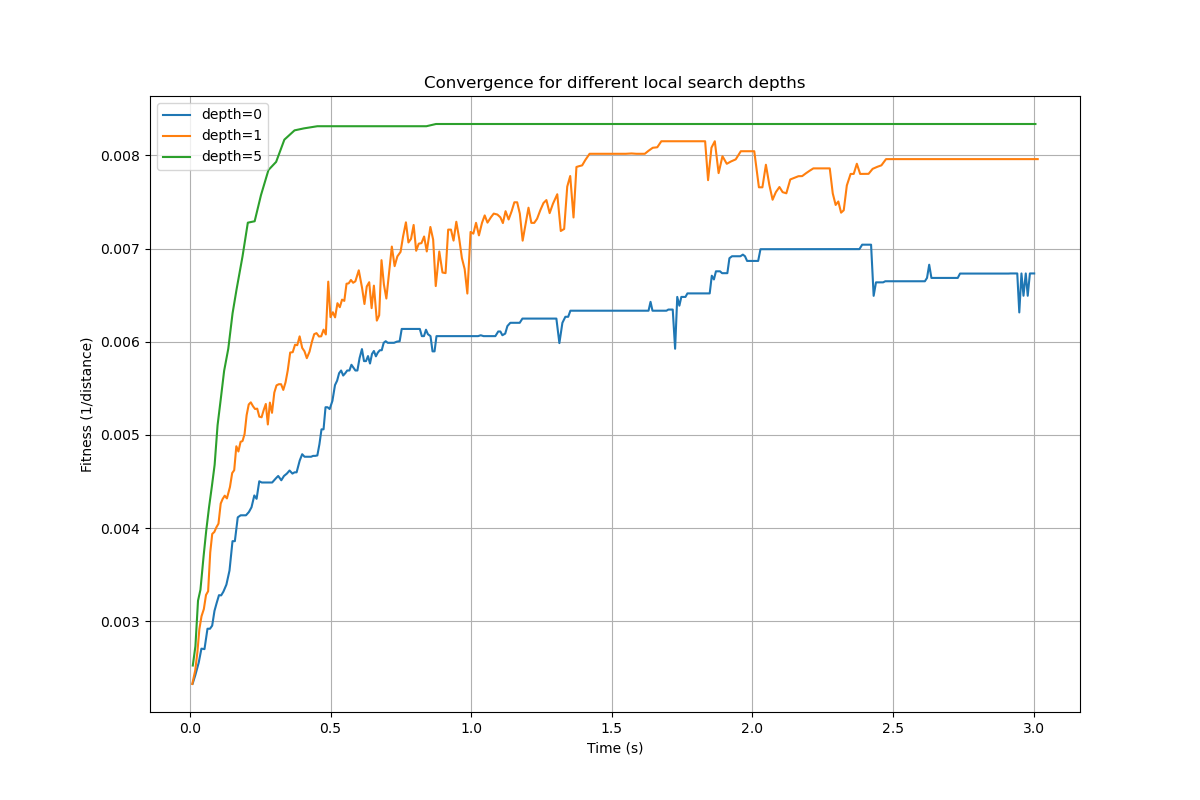 Convergence for different local search depths
depth=0
depth=1
depth=5
Fitness (1/distance)
0.008
0.007
0.006
0.005
0.004
0.003
0.0
0.5
1.0
1.5
2.0
2.5
3.0
Time (s)